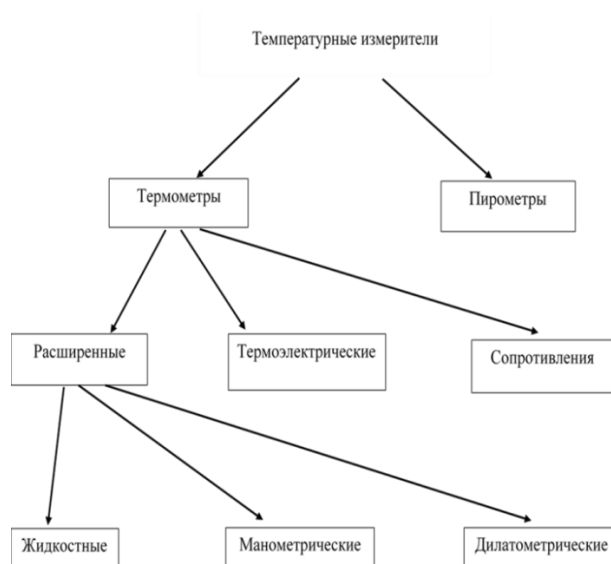 Температурные измерители
Термометры
Пирометры
Расширенные
Термоэлектрические
Сопротивления
Жидкостные
Манометрические
Дилатометрические